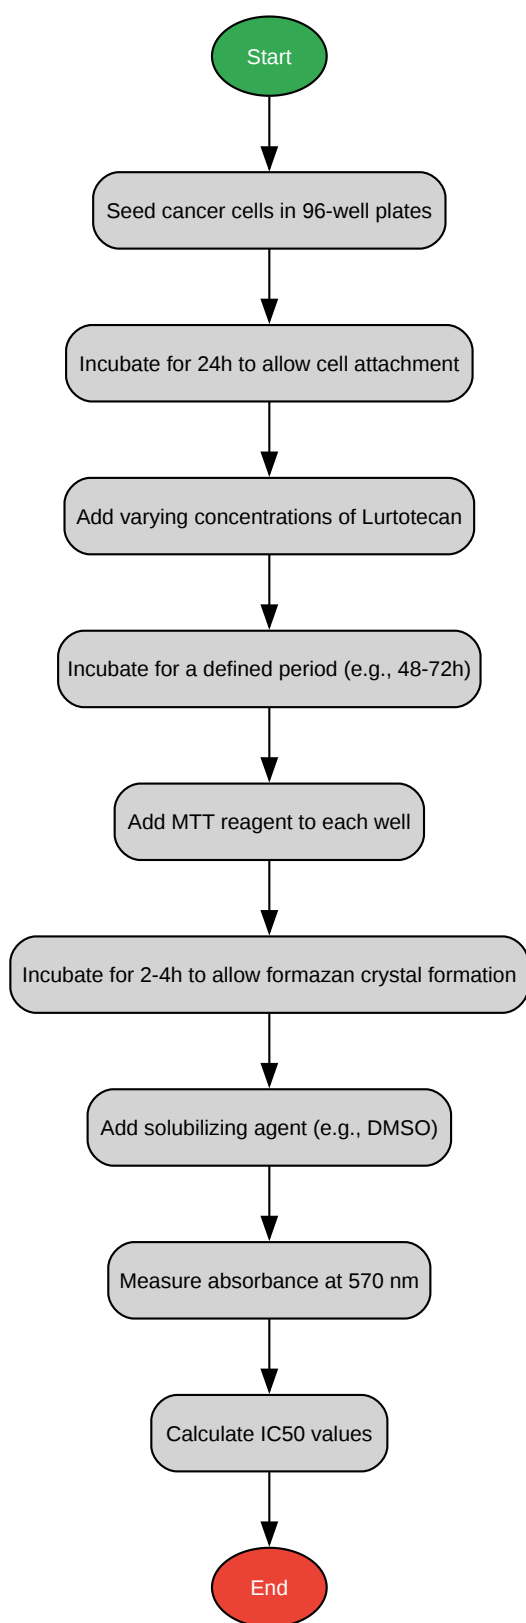 Start
Seed cancer cells in 96-well plates
Incubate for 24h to allow cell attachment
Add varying concentrations of Lurtotecan
Incubate for a defined period (e.g., 48-72h)
Add MTT reagent to each well
Incubate for 2-4h to allow formazan crystal formation
Add solubilizing agent (e.g., DMSO)
Measure absorbance at 570 nm
Calculate IC50 values
End